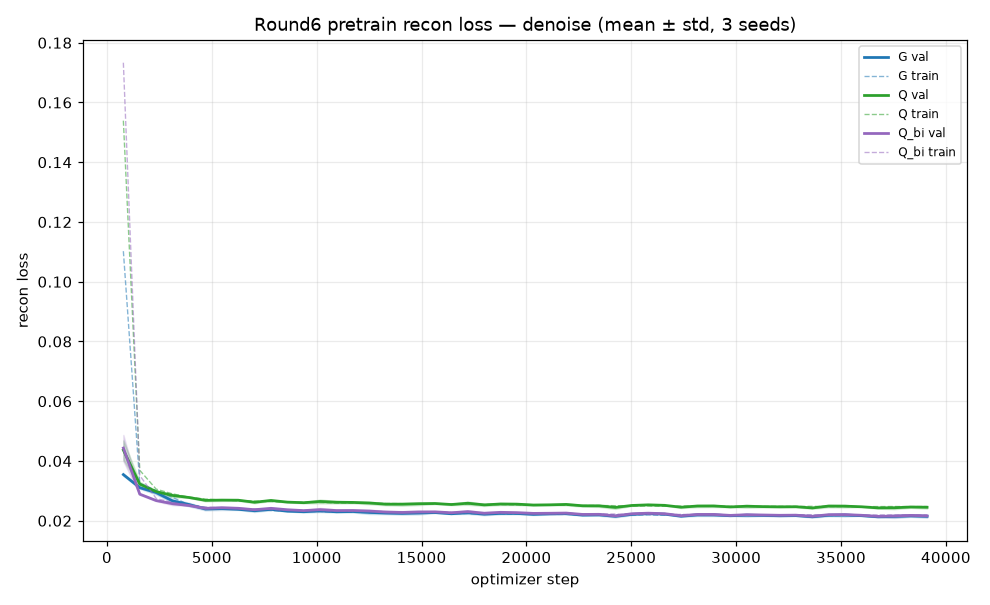 Round6 pretrain recon loss — denoise (mean ± std, 3 seeds)
0.18
0.16
0.14
0.12
0.10
0.08
0.06
0.04
0.02
recon loss
G val
G train
Q val
Q train
Q_bi val
Q_bi train
0
5000
10000
15000
20000
25000
30000
35000
40000
optimizer step